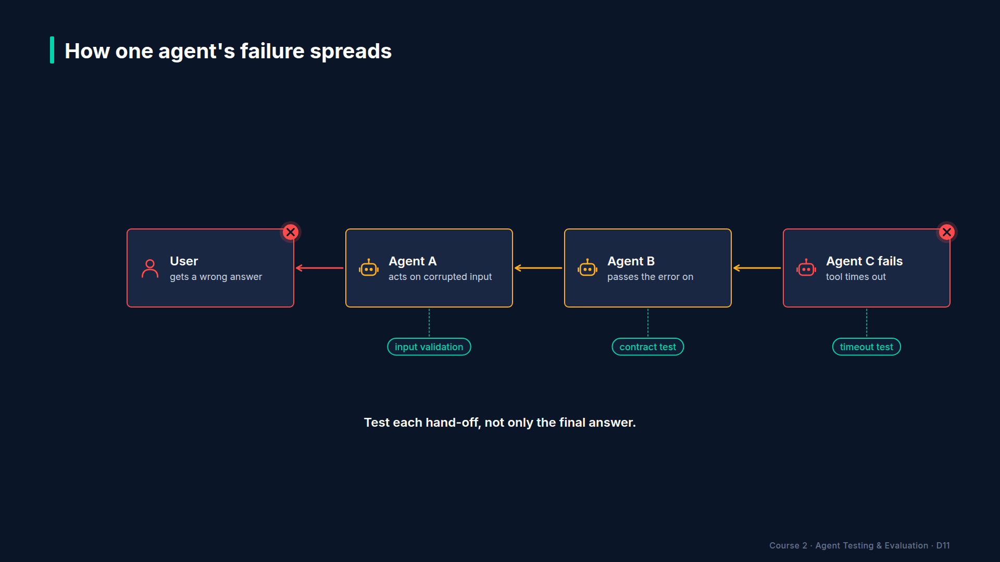 How one agent's failure spreads
User
gets a wrong answer
Agent A
acts on corrupted input
Agent B
passes the error on
Agent C fails
tool times out
input validation
contract test
timeout test
Test each hand-off, not only the final answer.
Course 2 · Agent Testing & Evaluation · D11